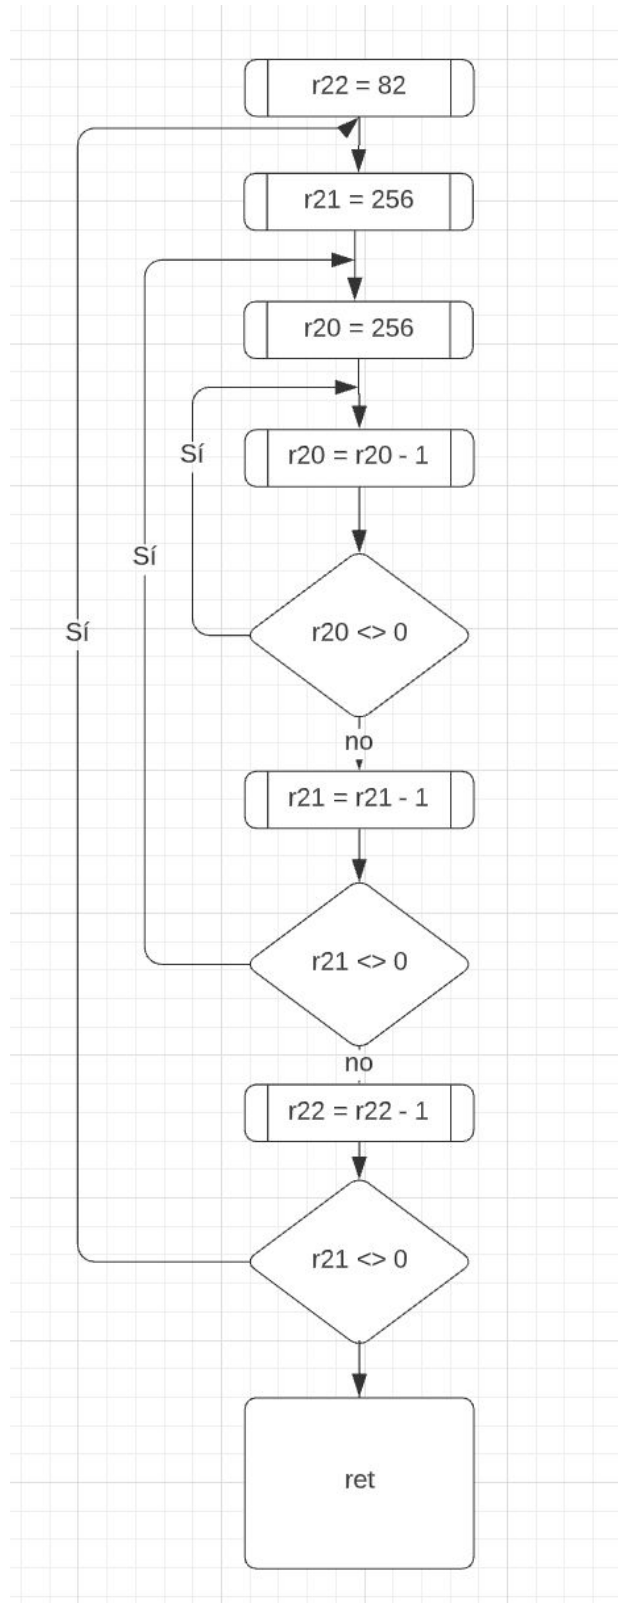 r22 = 82
r21 = 256
r20 = 256
r20 = r20 - 1
Sí
r20 <> 0
Sí
Sí
no
r21 = r21 - 1
r21 <> 0
no
r22 = r22 - 1
r21 <> 0
ret